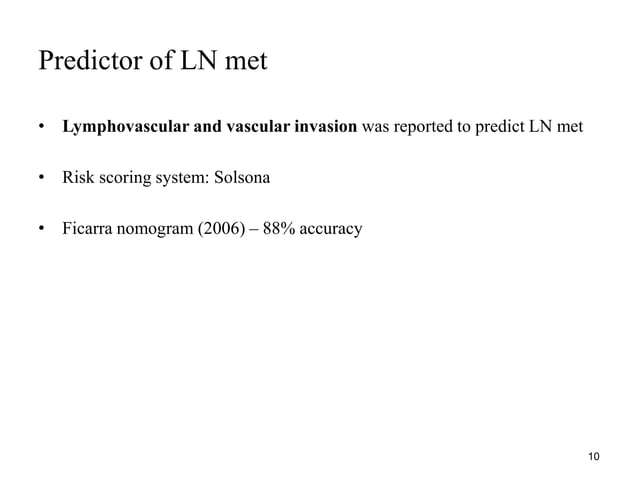 Predictor of LN met
• Lymphovascular and vascular invasion was reported to predict LN met
• Risk scoring system: Solsona
• Ficarra nomogram (2006) – 88% accuracy
10